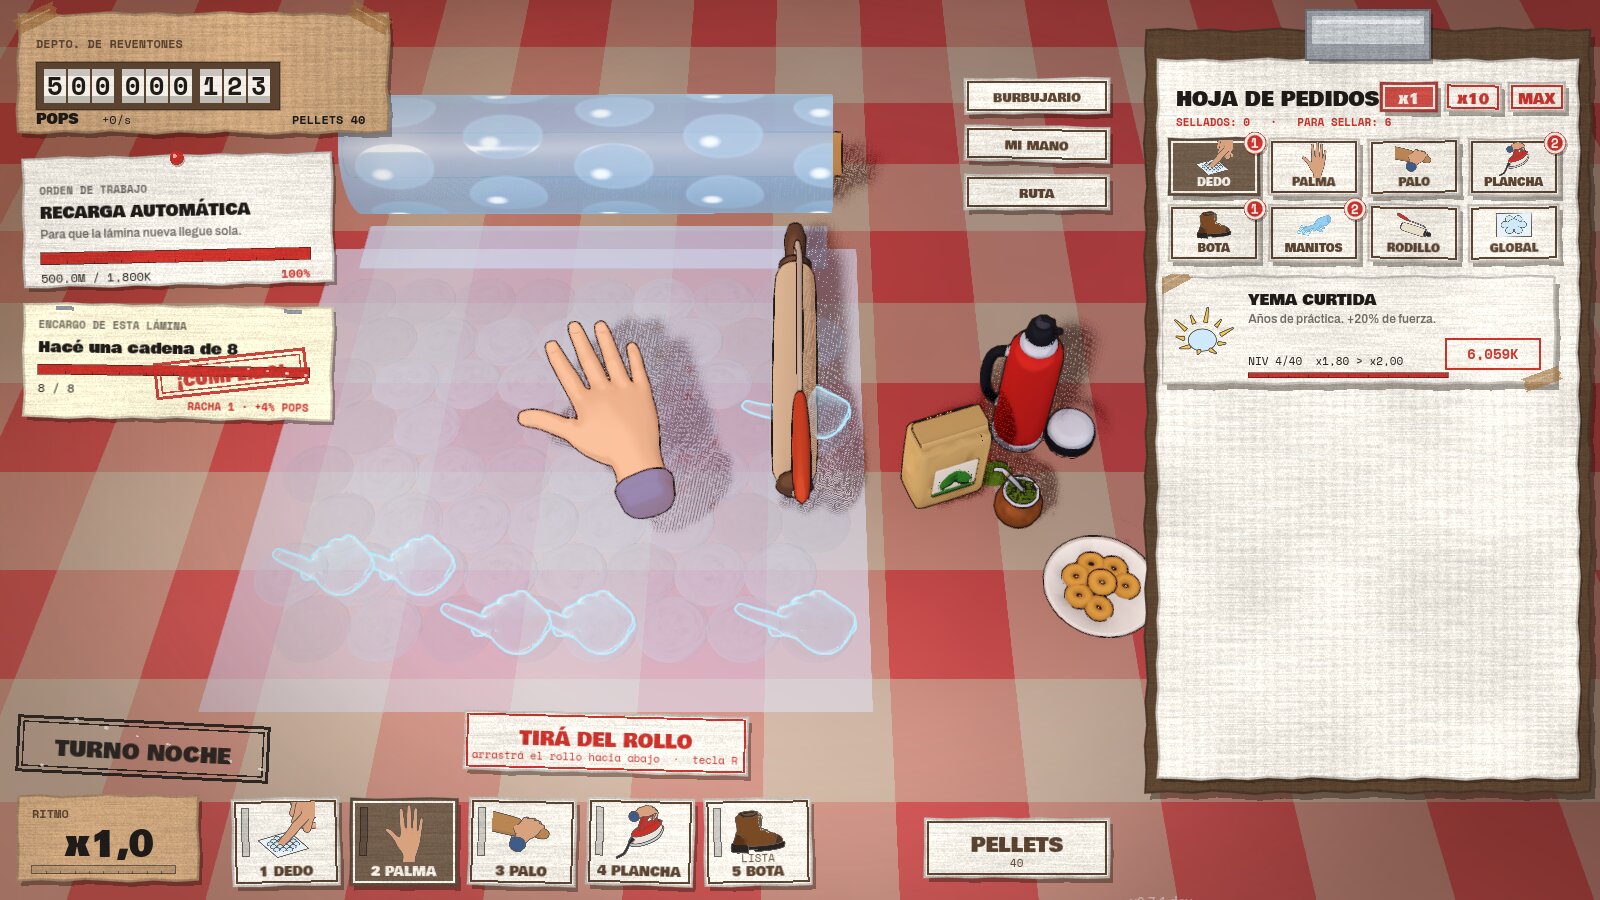 DEPTO. DE REVENTONES
500 000 123
POPS +0/s PELLETS 40
ORDEN DE TRABAJO
RECARGA AUTOMÁTICA
Para que la lámina nueva llegue sola.
500.0M / 1.800K 100%
ENCARGO DE ESTA LÁMINA
Hacé una cadena de 8
8 / 8
RACHA 1 · +4% POPS
BURBUJARIO
MI MANO
RUTA
HOJA DE PEDIDOS x1 x10 MAX
SELLADOS: 0 · PARA SELLAR: 6
1 2
DEDO PALMA PALO PLANCHA
1 2
BOTA MANITOS RODILLO GLOBAL
YEMA CURTIDA
Años de práctica. +20% de fuerza.
NIV 4/40 x1,80 > x2,00 6.059K
TURNO NOCHE
TIRÁ DEL ROLLO
arrastrá el rollo hacia abajo · tecla R
RITMO
x1,0
1 DEDO 2 PALMA 3 PALO 4 PLANCHA LISTA 5 BOTA
PELLETS
40